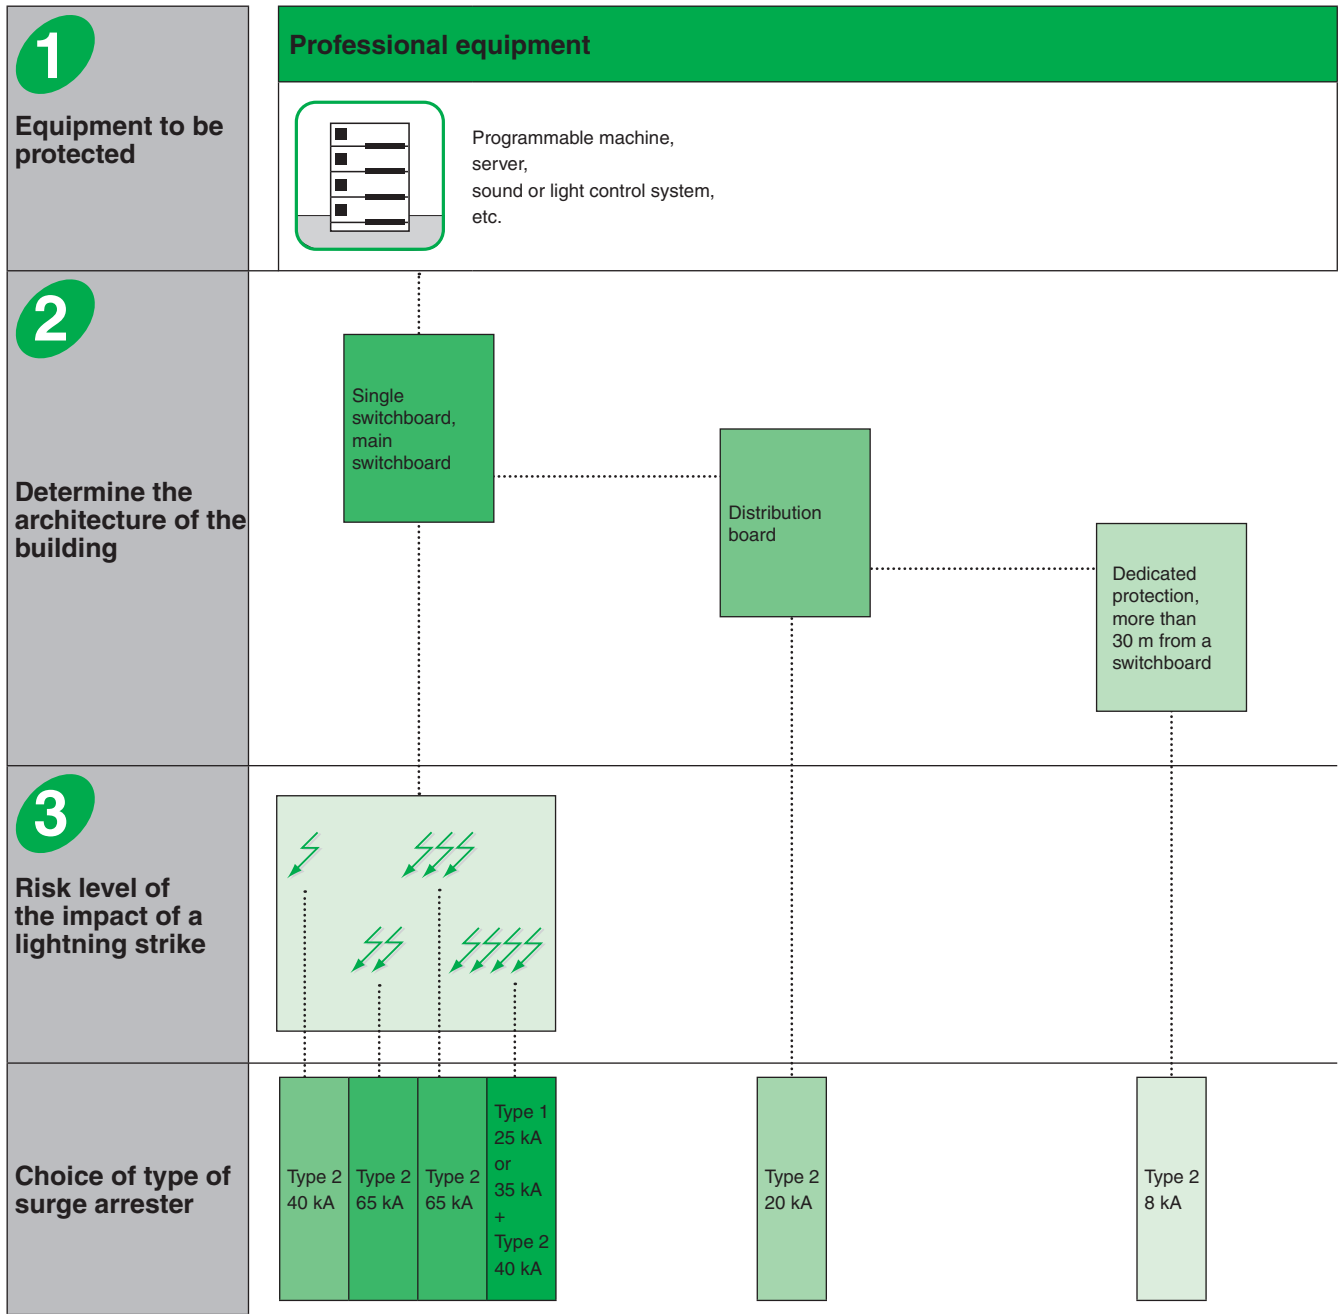 1
Equipment to be
protected
Professional equipment
Programmable machine,
server,
sound or light control system,
etc.
2
Determine the
architecture of the
building
Single
switchboard,
main
switchboard
Distribution
board
Dedicated
protection,
more than
30 m from a
switchboard
3
Risk level of
the impact of a
lightning strike
Choice of type of
surge arrester
Type 2
40 kA
Type 2
65 kA
Type 2
65 kA
Type 1
25 kA
or
35 kA
+
Type 2
40 kA
Type 2
20 kA
Type 2
8 kA